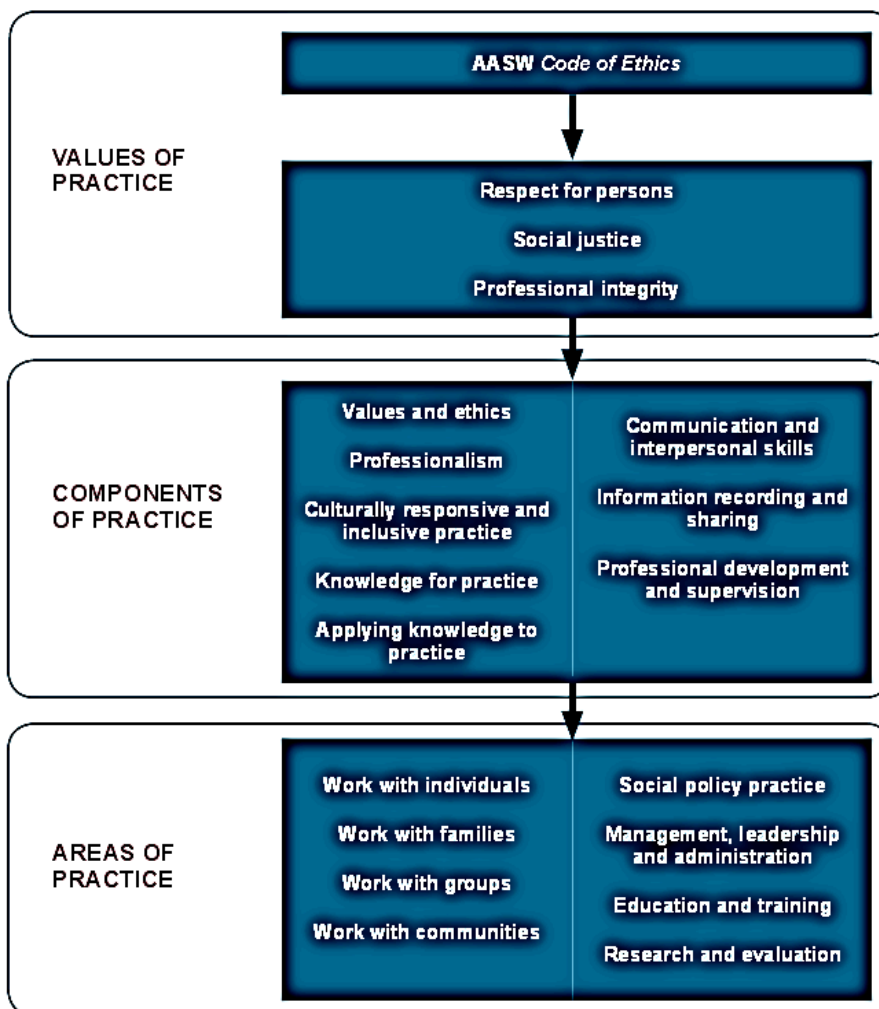 AASW Code of Ethics
VALUES OF
PRACTICE
Respect for persons
Social justice
Professional integrity
COMPONENTS
OF PRACTICE
Values and ethics
Professionalism
Culturally responsive and
inclusive practice
Knowledge for practice
Applying knowledge to
practice
Communication and
interpersonal skills
Information recording and
sharing
Professional development
and supervision
AREAS OF
PRACTICE
Work with individuals
Work with families
Work with groups
Work with communities
Social policy practice
Management, leadership
and administration
Education and training
Research and evaluation